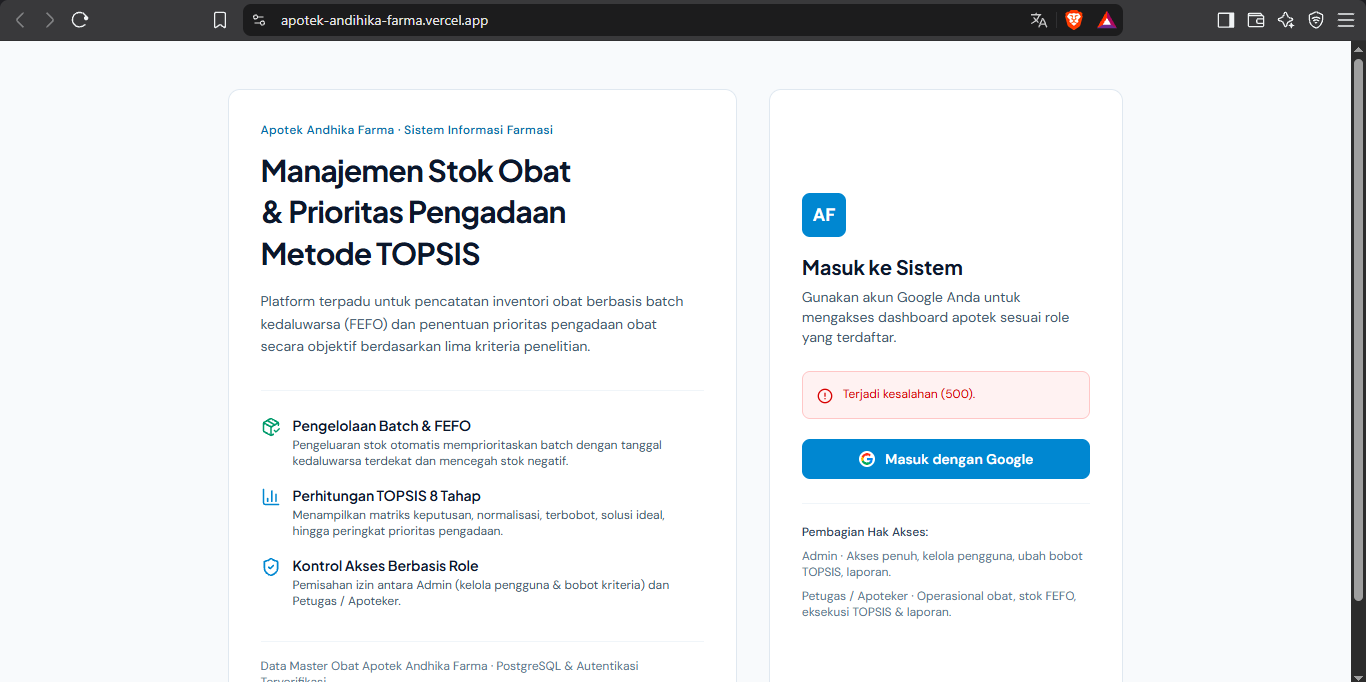 apotek-andihika-farma.vercel.app
Apotek Andhika Farma · Sistem Informasi Farmasi
Manajemen Stok Obat
& Prioritas Pengadaan
Metode TOPSIS
Platform terpadu untuk pencatatan inventori obat berbasis batch
kedaluwarsa (FEFO) dan penentuan prioritas pengadaan obat
secara objektif berdasarkan lima kriteria penelitian.
Pengelolaan Batch & FEFO
Pengeluaran stok otomatis memprioritaskan batch dengan tanggal
kedaluwarsa terdekat dan mencegah stok negatif.
Perhitungan TOPSIS 8 Tahap
Menampilkan matriks keputusan, normalisasi, terbobot, solusi ideal,
hingga peringkat prioritas pengadaan.
Kontrol Akses Berbasis Role
Pemisahan izin antara Admin (kelola pengguna & bobot kriteria) dan
Petugas / Apoteker.
Data Master Obat Apotek Andhika Farma · PostgreSQL & Autentikasi
Terverifikasi
AF
Masuk ke Sistem
Gunakan akun Google Anda untuk
mengakses dashboard apotek sesuai role
yang terdaftar.
Terjadi kesalahan (500).
Masuk dengan Google
Pembagian Hak Akses:
Admin · Akses penuh, kelola pengguna, ubah bobot
TOPSIS, laporan.
Petugas / Apoteker · Operasional obat, stok FEFO,
eksekusi TOPSIS & laporan.